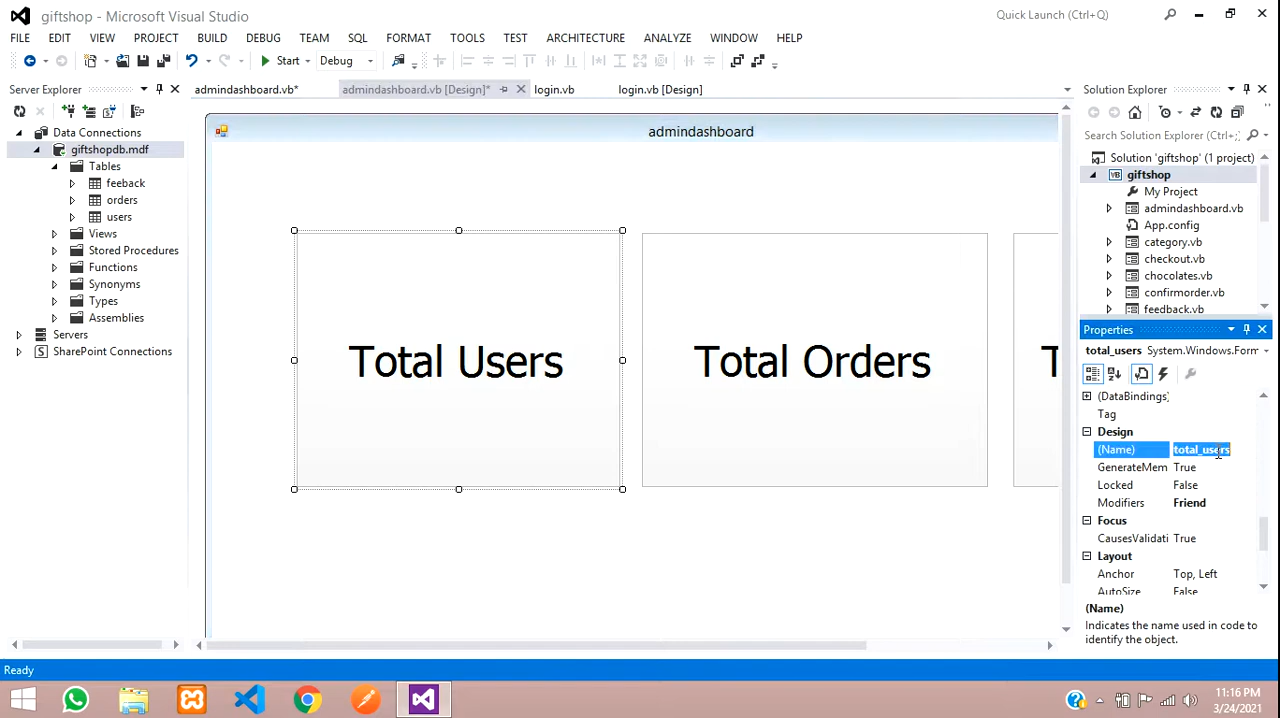 giftshop - Microsoft Visual Studio
Quick Launch (Ctrl+Q)
FILE EDIT VIEW PROJECT BUILD DEBUG TEAM SQL FORMAT TOOLS TEST ARCHITECTURE ANALYZE WINDOW HELP
Start Debug
Server Explorer
admindashboard.vb* admindashboard.vb [Design]* login.vb login.vb [Design]
Solution Explorer
Data Connections
giftshopdb.mdf
Tables
feeback
orders
users
Views
Stored Procedures
Functions
Synonyms
Types
Assemblies
Servers
SharePoint Connections
admindashboard
Total Users
Total Orders
T
Search Solution Explorer (Ctrl+;)
Solution 'giftshop' (1 project)
giftshop
My Project
admindashboard.vb
App.config
category.vb
checkout.vb
chocolates.vb
confirmorder.vb
feedback.vb
Properties
total_users System.Windows.Form
(DataBindings)
Tag
Design
(Name) total_users
GenerateMem True
Locked False
Modifiers Friend
Focus
CausesValidati True
Layout
Anchor Top, Left
AutoSize False
(Name)
Indicates the name used in code to
identify the object.
Ready
11:16 PM
3/24/2021